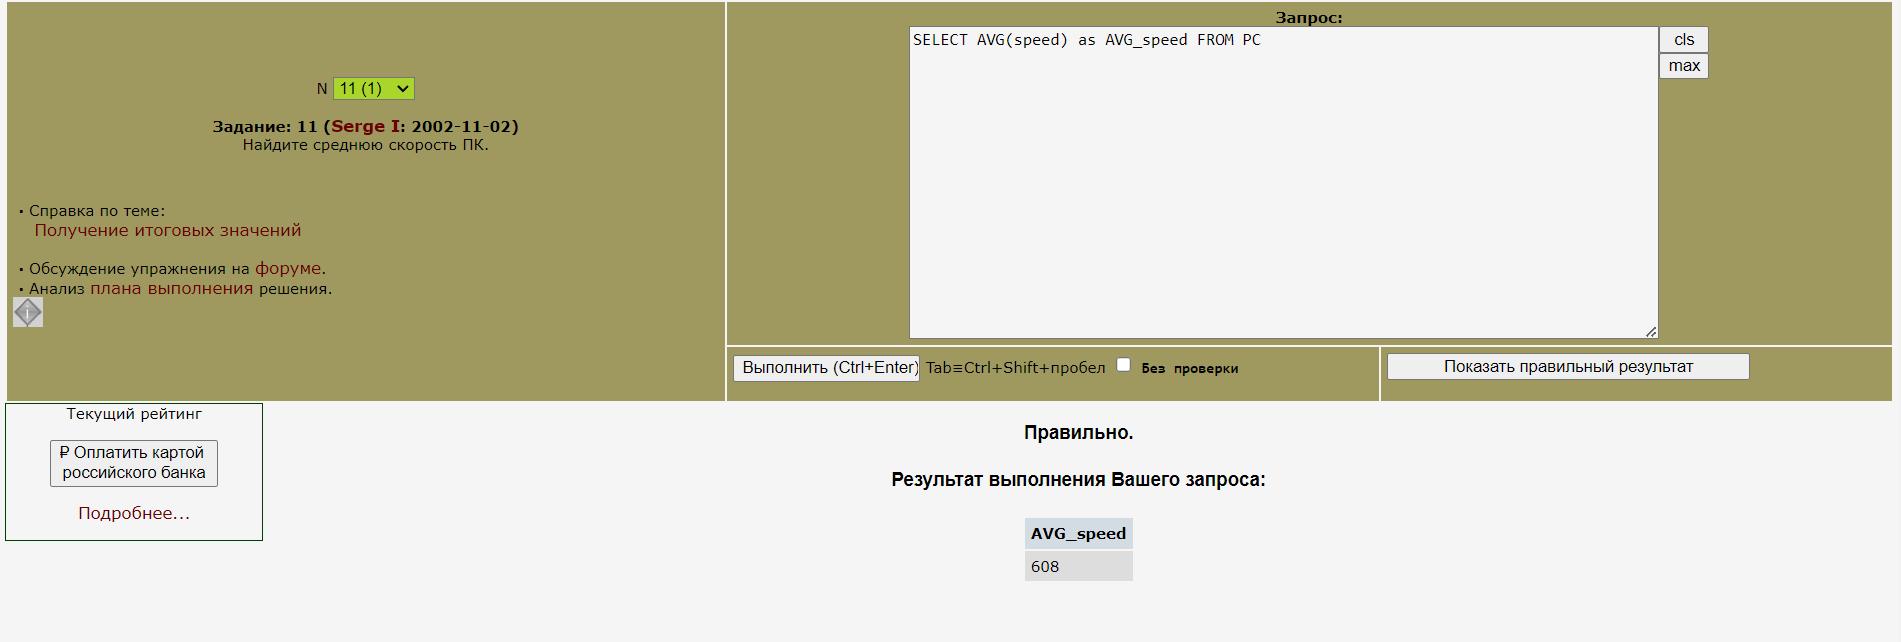 N 11 (1)
Задание: 11 (Serge I: 2002-11-02)
Найдите среднюю скорость ПК.
• Справка по теме:
Получение итоговых значений
• Обсуждение упражнения на форуме.
• Анализ плана выполнения решения.
i
Запрос:
SELECT AVG(speed) as AVG_speed FROM PC
cls
max
Выполнить (Ctrl+Enter) Tab≡Ctrl+Shift+пробел Без проверки
Показать правильный результат
Текущий рейтинг
₽ Оплатить картой
российского банка
Подробнее...
Правильно.
Результат выполнения Вашего запроса:
AVG_speed
608